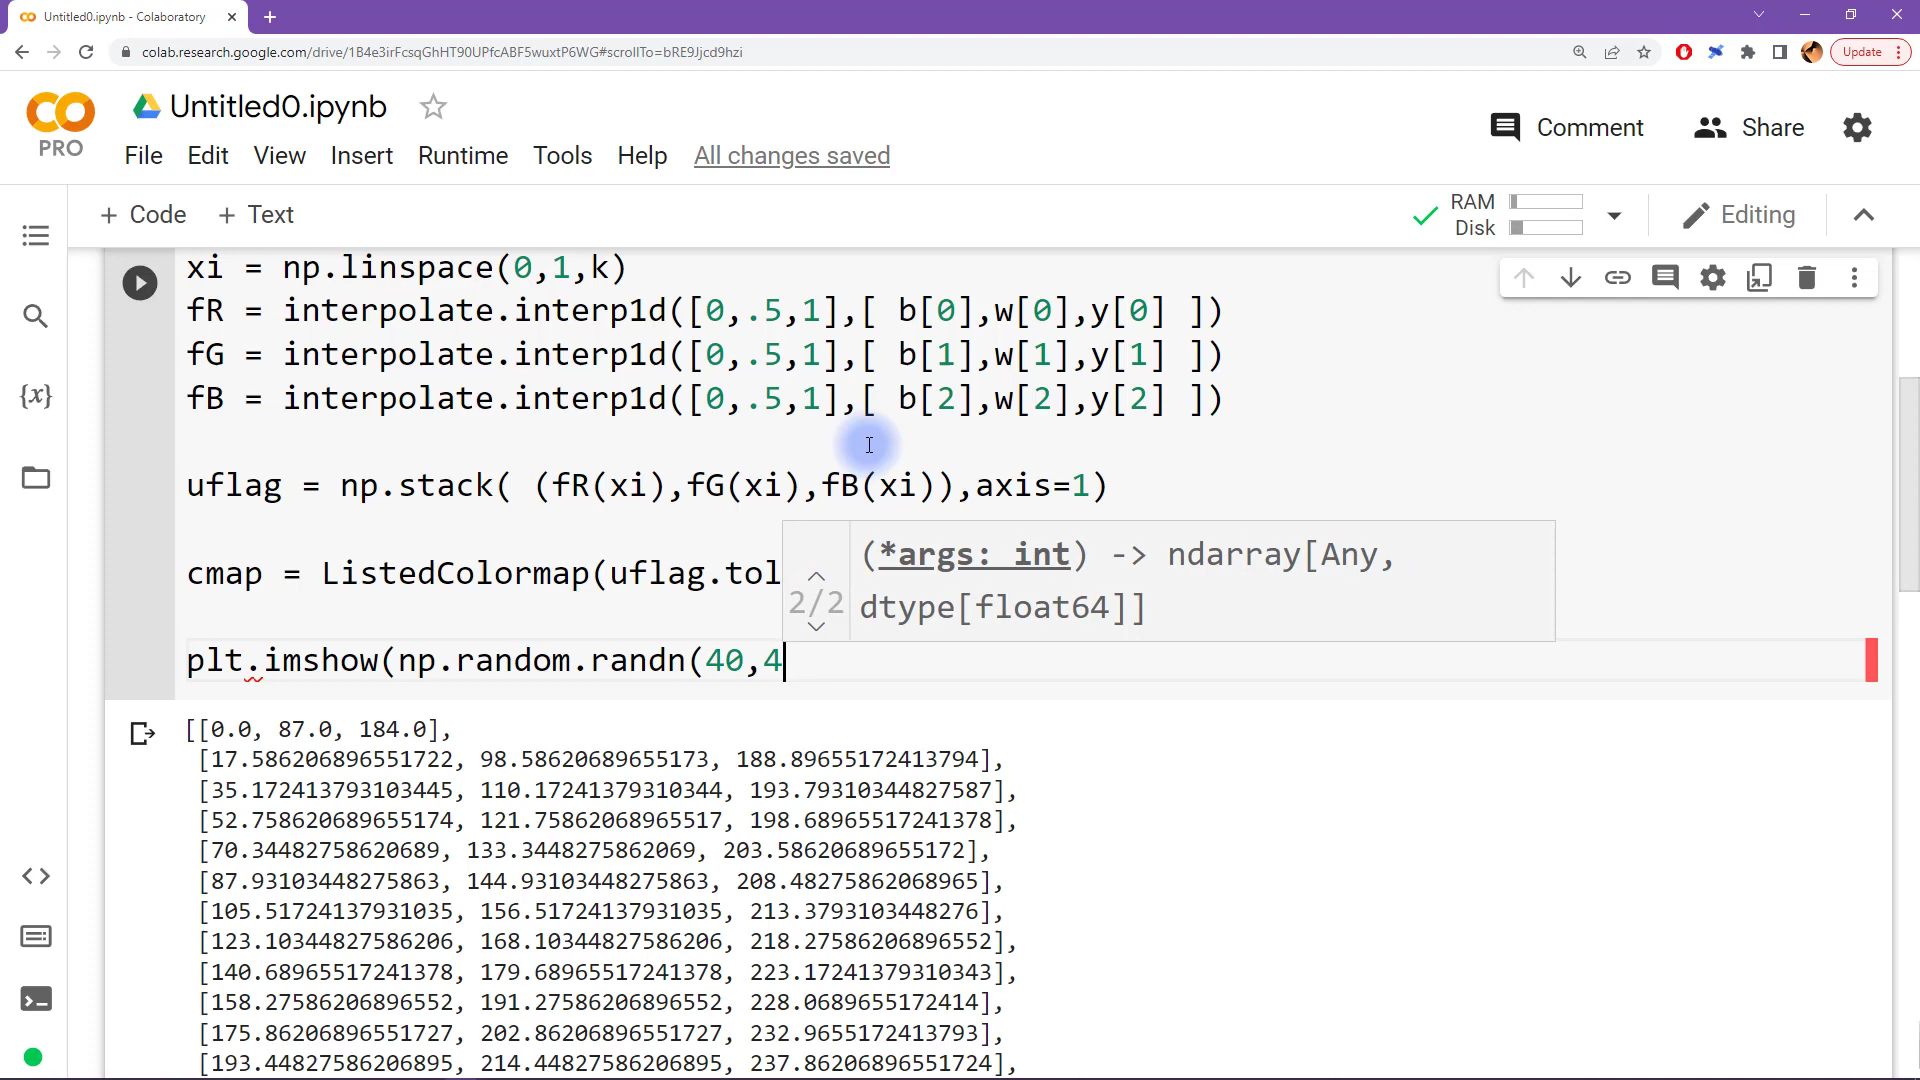 Untitled0.ipynb - Colaboratory
colab.research.google.com/drive/1B4e3irFcsqGhHT90UPfcABF5wuxtP6WG#scrollTo=bRE9Jjcd9hzi
Update
PRO
Untitled0.ipynb
File Edit View Insert Runtime Tools Help All changes saved
Comment Share
+ Code + Text
RAM
Disk
Editing
{x}
xi = np.linspace(0,1,k)
fR = interpolate.interp1d([0,.5,1],[ b[0],w[0],y[0] ])
fG = interpolate.interp1d([0,.5,1],[ b[1],w[1],y[1] ])
fB = interpolate.interp1d([0,.5,1],[ b[2],w[2],y[2] ])
uflag = np.stack( (fR(xi),fG(xi),fB(xi)),axis=1)
cmap = ListedColormap(uflag.tol
2/2
(*args: int) -> ndarray[Any,
dtype[float64]]
plt.imshow(np.random.randn(40,4
[[0.0, 87.0, 184.0],
[17.586206896551722, 98.58620689655173, 188.89655172413794],
[35.172413793103445, 110.17241379310344, 193.79310344827587],
[52.758620689655174, 121.75862068965517, 198.68965517241378],
[70.34482758620689, 133.3448275862069, 203.58620689655172],
[87.93103448275863, 144.93103448275863, 208.48275862068965],
[105.51724137931035, 156.51724137931035, 213.3793103448276],
[123.10344827586206, 168.10344827586206, 218.27586206896552],
[140.68965517241378, 179.68965517241378, 223.17241379310343],
[158.27586206896552, 191.27586206896552, 228.0689655172414],
[175.86206896551727, 202.86206896551727, 232.9655172413793],
[193.44827586206895, 214.44827586206895, 237.86206896551724],